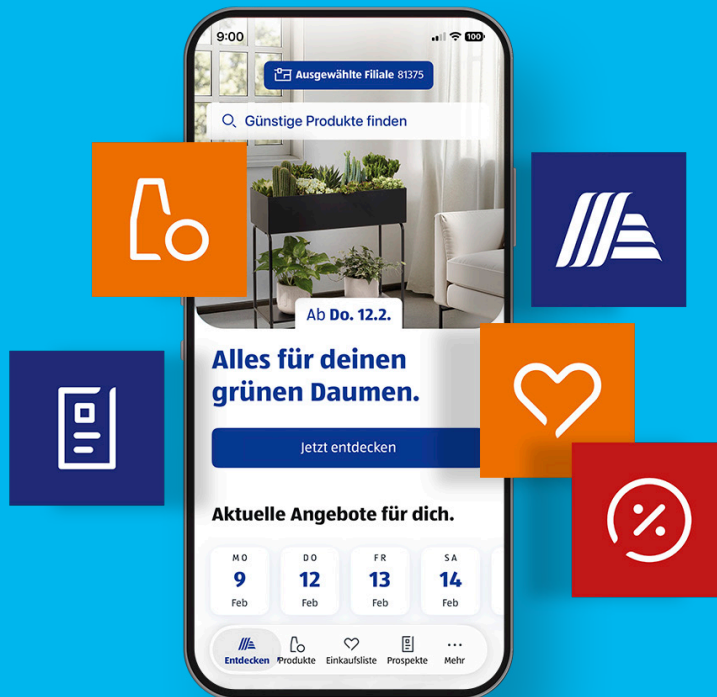 9:00
100
Ausgewählte Filiale 81375
Günstige Produkte finden
Ab Do. 12.2.
Alles für deinen
grünen Daumen.
Jetzt entdecken
Aktuelle Angebote für dich.
MO DO FR SA
9 12 13 14
Feb Feb Feb Feb
Entdecken Produkte Einkaufsliste Prospekte Mehr